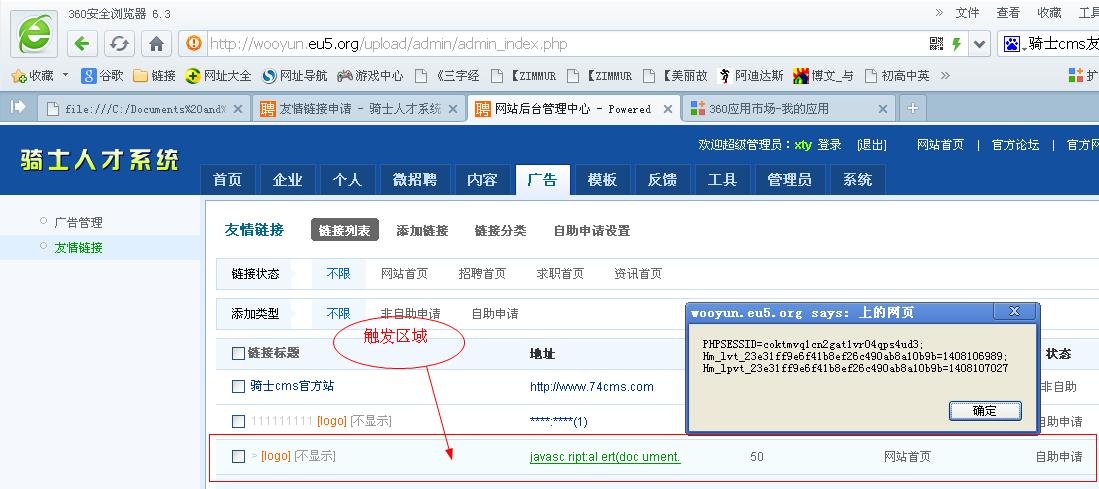 360安全浏览器 6.3 » 文件 查看 收藏 工具
http://wooyun.eu5.org/upload/admin/admin_index.php 骑士cms友
收藏 谷歌 链接 网址大全 网址导航 游戏中心 《三字经 【ZIMMUR 【ZIMMUR 【美丽故 阿迪达斯 博文_与 初高中英 » 扩
file:///C:/Documents%20and% 友情链接申请 - 骑士人才系统 网站后台管理中心 - Powered 360应用市场-我的应用
欢迎超级管理员：xty 登录 [退出] 网站首页 | 官方论坛 | 官方网
骑士人才系统
首页 企业 个人 微招聘 内容 广告 模板 反馈 工具 管理员 系统
广告管理
友情链接
友情链接 链接列表 添加链接 链接分类 自助申请设置
链接状态 不限 网站首页 招聘首页 求职首页 资讯首页
添加类型 不限 非自助申请 自助申请
触发区域
wooyun.eu5.org says: 上的网页
PHPSESSID=coktmvq1cn2gat1vr04qps4ud3;
Hm_lvt_23e31ff9e6f41b8ef26c490ab8a10b9b=1408106989;
Hm_lpvt_23e31ff9e6f41b8ef26c490ab8a10b9b=1408107027
确定
链接标题 地址 状态
骑士cms官方站 http://www.74cms.com 非自助
111111111 [logo] [不显示] ****:****(1) 自助申请
> [logo] [不显示] javasc ript:al ert(doc ument. 50 网站首页 自助申请